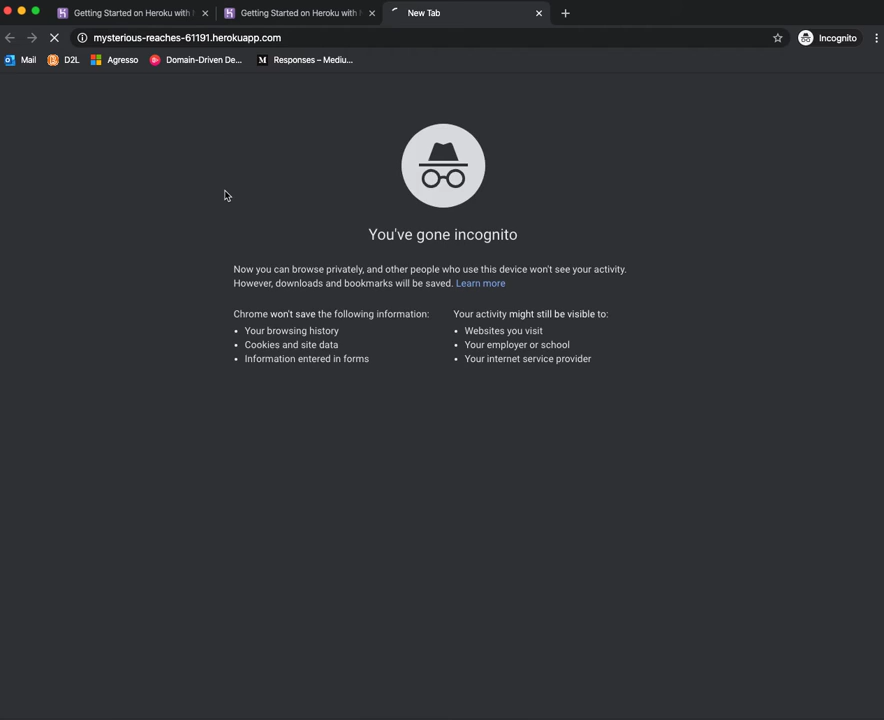 Getting Started on Heroku with
Getting Started on Heroku with
New Tab
mysterious-reaches-61191.herokuapp.com
Incognito
Mail
D2L
Agresso
Domain-Driven De...
M
Responses – Mediu...
You've gone incognito
Now you can browse privately, and other people who use this device won't see your activity.
However, downloads and bookmarks will be saved. Learn more
Chrome won't save the following information:
• Your browsing history
• Cookies and site data
• Information entered in forms
Your activity might still be visible to:
• Websites you visit
• Your employer or school
• Your internet service provider